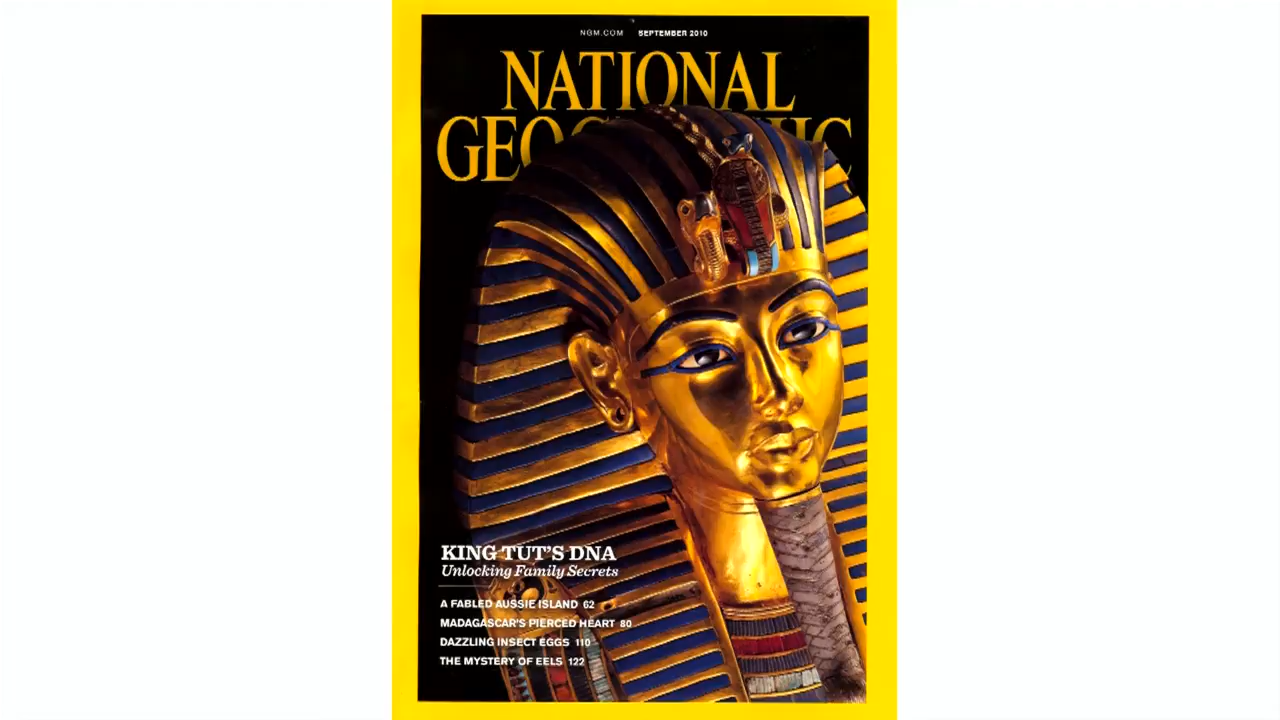 NGM.COM SEPTEMBER 2010
NATIONAL
GEOGRAPHIC
KING TUT'S DNA
Unlocking Family Secrets
A FABLED AUSSIE ISLAND 62
MADAGASCAR'S PIERCED HEART 80
DAZZLING INSECT EGGS 110
THE MYSTERY OF EELS 122